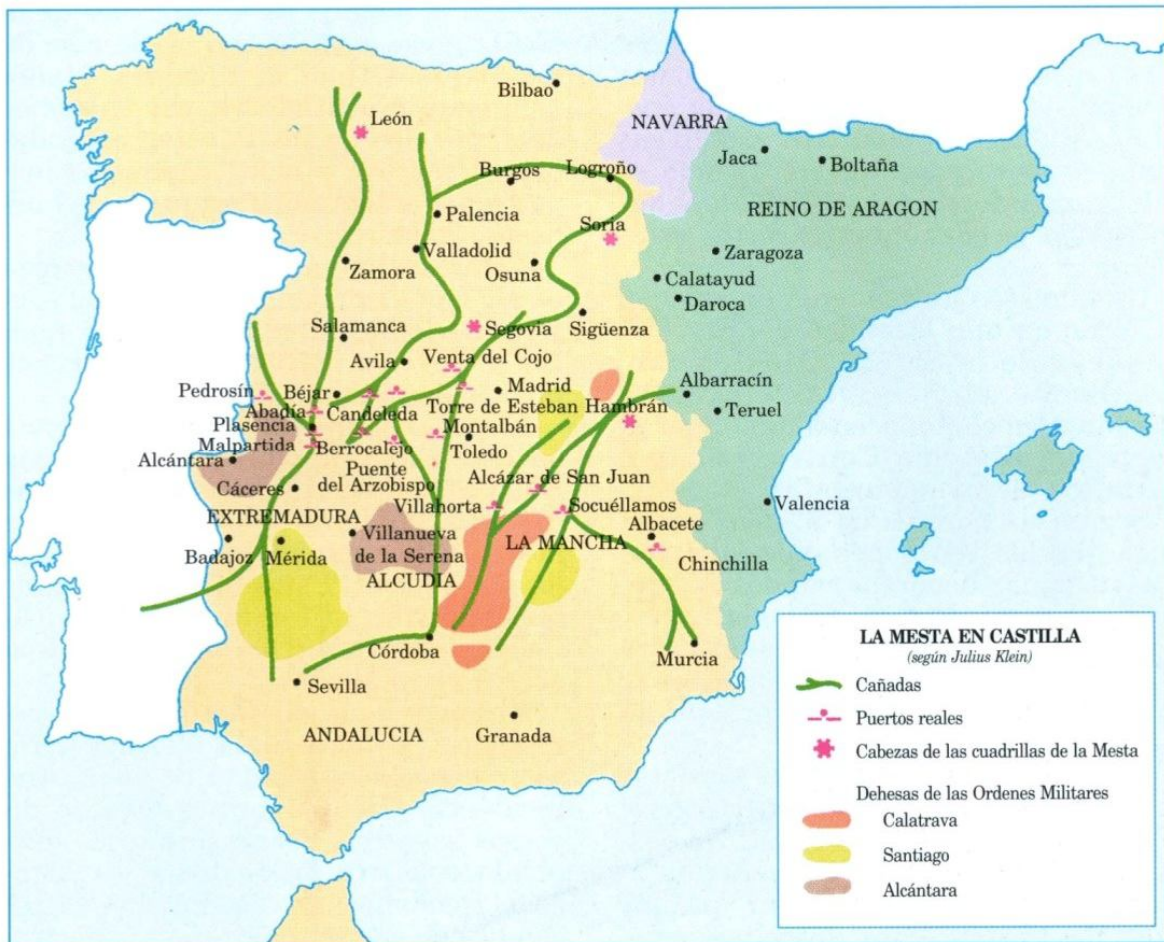 Bilbao
León
NAVARRA
Jaca
Boltaña
Burgos
Logroño
Palencia
REINO DE ARAGON
Soria
Valladolid
Zaragoza
Zamora
Osuna
Calatayud
Daroca
Salamanca
Segovia
Sigüenza
Avila
Venta del Cojo
Pedrosín
Béjar
Madrid
Albarracín
Abadía
Candeleda
Torre de Esteban Hambrán
Teruel
Plasencia
Montalbán
Malpartida
Berrocalejo
Toledo
Alcántara
Puente
del Arzobispo
Alcázar de San Juan
Cáceres
Villahorta
Socuéllamos
Valencia
EXTREMADURA
Albacete
Villanueva
de la Serena
LA MANCHA
Badajoz
Mérida
Chinchilla
ALCUDIA
Córdoba
Murcia
Sevilla
ANDALUCIA
Granada
LA MESTA EN CASTILLA
(según Julius Klein)
Cañadas
Puertos reales
Cabezas de las cuadrillas de la Mesta
Dehesas de las Ordenes Militares
Calatrava
Santiago
Alcántara